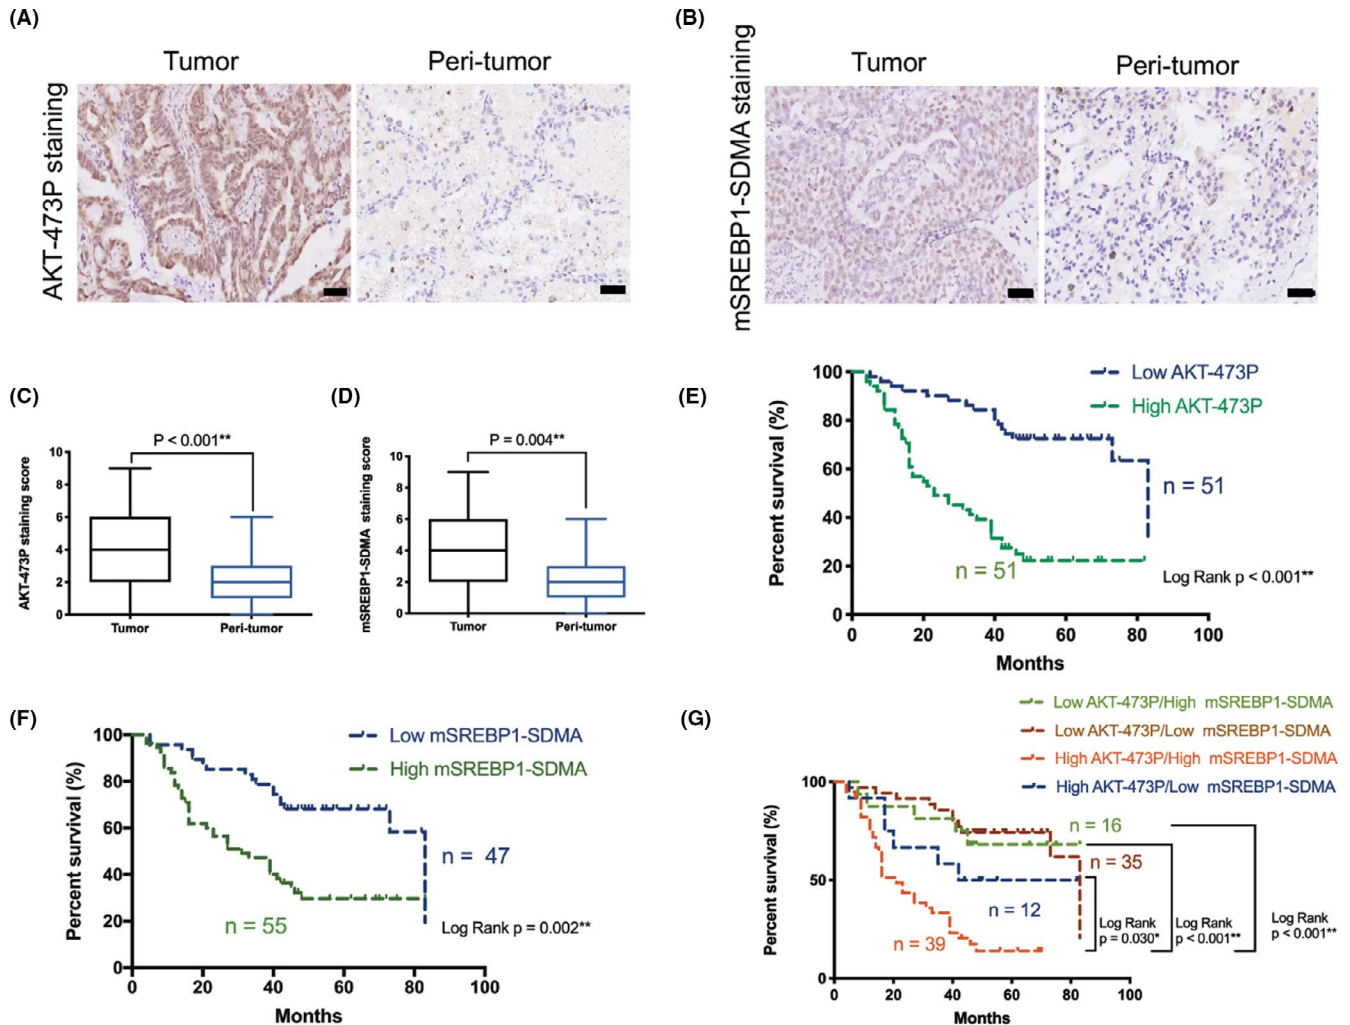 (A)
Tumor
Peri-tumor
AKT-473P staining
(B)
Tumor
Peri-tumor
mSREBP1-SDMA staining
(C)
P < 0.001**
AKT-473P staining score
10
8
6
4
2
0
Tumor
Peri-tumor
(D)
P = 0.004**
mSREBP1-SDMA staining score
10
8
6
4
2
0
Tumor
Peri-tumor
(E)
Low AKT-473P
High AKT-473P
Percent survival (%)
100
80
60
40
20
0
n = 51
n = 51
Log Rank p < 0.001**
0 20 40 60 80 100
Months
(F)
Low mSREBP1-SDMA
High mSREBP1-SDMA
Percent survival (%)
100
80
60
40
20
0
n = 47
n = 55
Log Rank p = 0.002**
0 20 40 60 80 100
Months
(G)
Low AKT-473P/High mSREBP1-SDMA
Low AKT-473P/Low mSREBP1-SDMA
High AKT-473P/High mSREBP1-SDMA
High AKT-473P/Low mSREBP1-SDMA
Percent survival (%)
100
50
0
n = 16
n = 35
n = 12
n = 39
Log Rank
p = 0.030*
Log Rank
p < 0.001**
Log Rank
p < 0.001**
0 20 40 60 80 100
Months